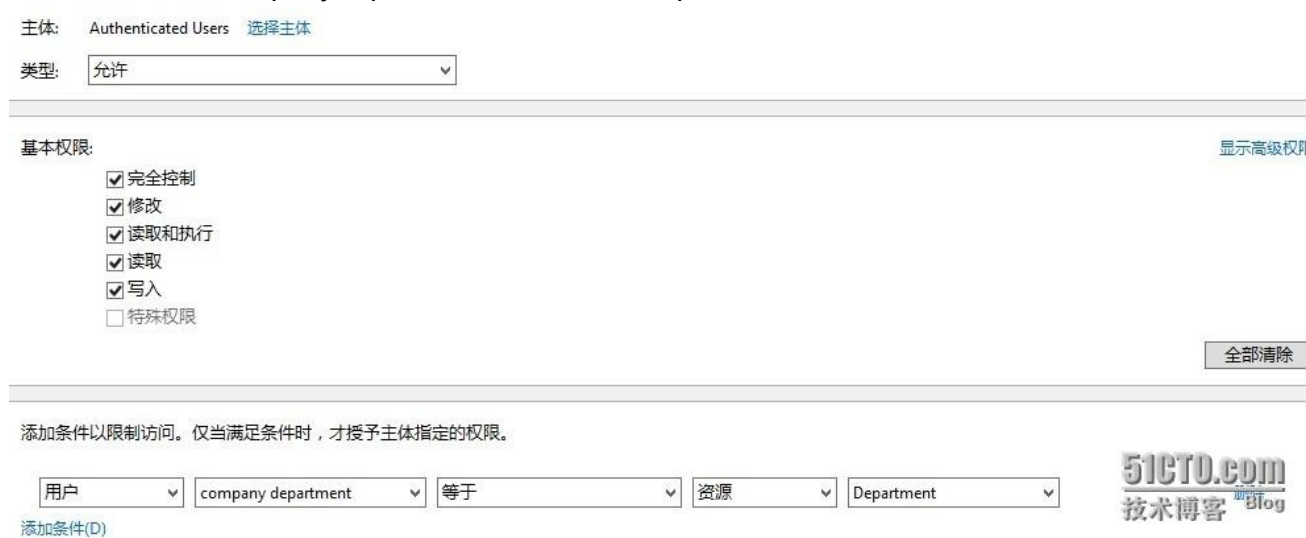 主体: Authenticated Users 选择主体
类型: 允许
基本权限:
显示高级权
完全控制
修改
读取和执行
读取
写入
特殊权限
全部清除
添加条件以限制访问。仅当满足条件时，才授予主体指定的权限。
用户 company department 等于 资源 Department
添加条件(D)
51CTO.com
技术博客 Blog